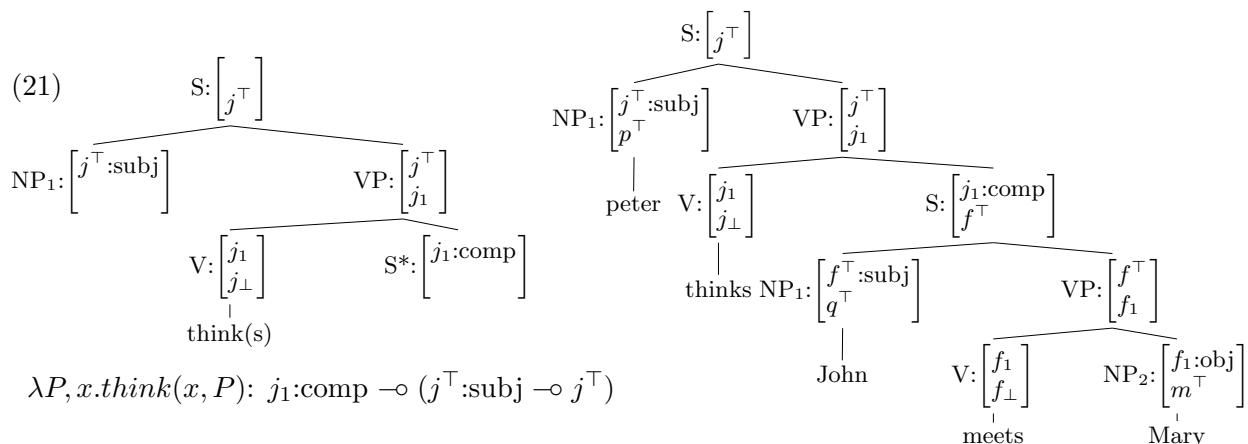 (21)
S: [ j⊤ ]
NP₁: [ j⊤:subj ]
VP: [ j⊤ j₁ ]
V: [ j₁ j⊥ ]
S*: [ j₁:comp ]
think(s)
λP, x.think(x, P): j₁:comp ⊸ (j⊤:subj ⊸ j⊤)
S: [ j⊤ ]
NP₁: [ j⊤:subj p⊤ ]
VP: [ j⊤ j₁ ]
peter
V: [ j₁ j⊥ ]
S: [ j₁:comp f⊤ ]
thinks
NP₁: [ f⊤:subj q⊤ ]
VP: [ f⊤ f₁ ]
John
V: [ f₁ f⊥ ]
NP₂: [ f₁:obj m⊤ ]
meets
Mary